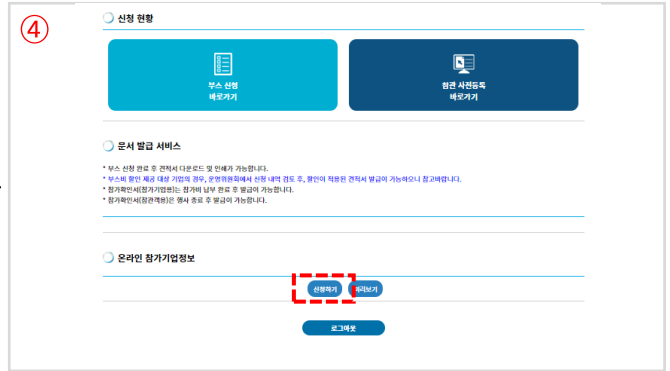 ④
신청 현황
부스 신청
바로가기
참관 사전등록
바로가기
문서 발급 서비스
* 부스 신청 완료 후 견적서 다운로드 및 인쇄가 가능합니다.
* 부스비 할인 제공 대상 기업의 경우, 운영위원회에서 신청 내역 검토 후, 할인이 적용된 견적서 발급이 가능하오니 참고바랍니다.
* 참가확인서(참가기업용)는 참가비 납부 완료 후 발급이 가능합니다.
* 참가확인서(참관객용)은 행사 종료 후 발급이 가능합니다.
온라인 참가기업정보
신청하기 미리보기
로그아웃